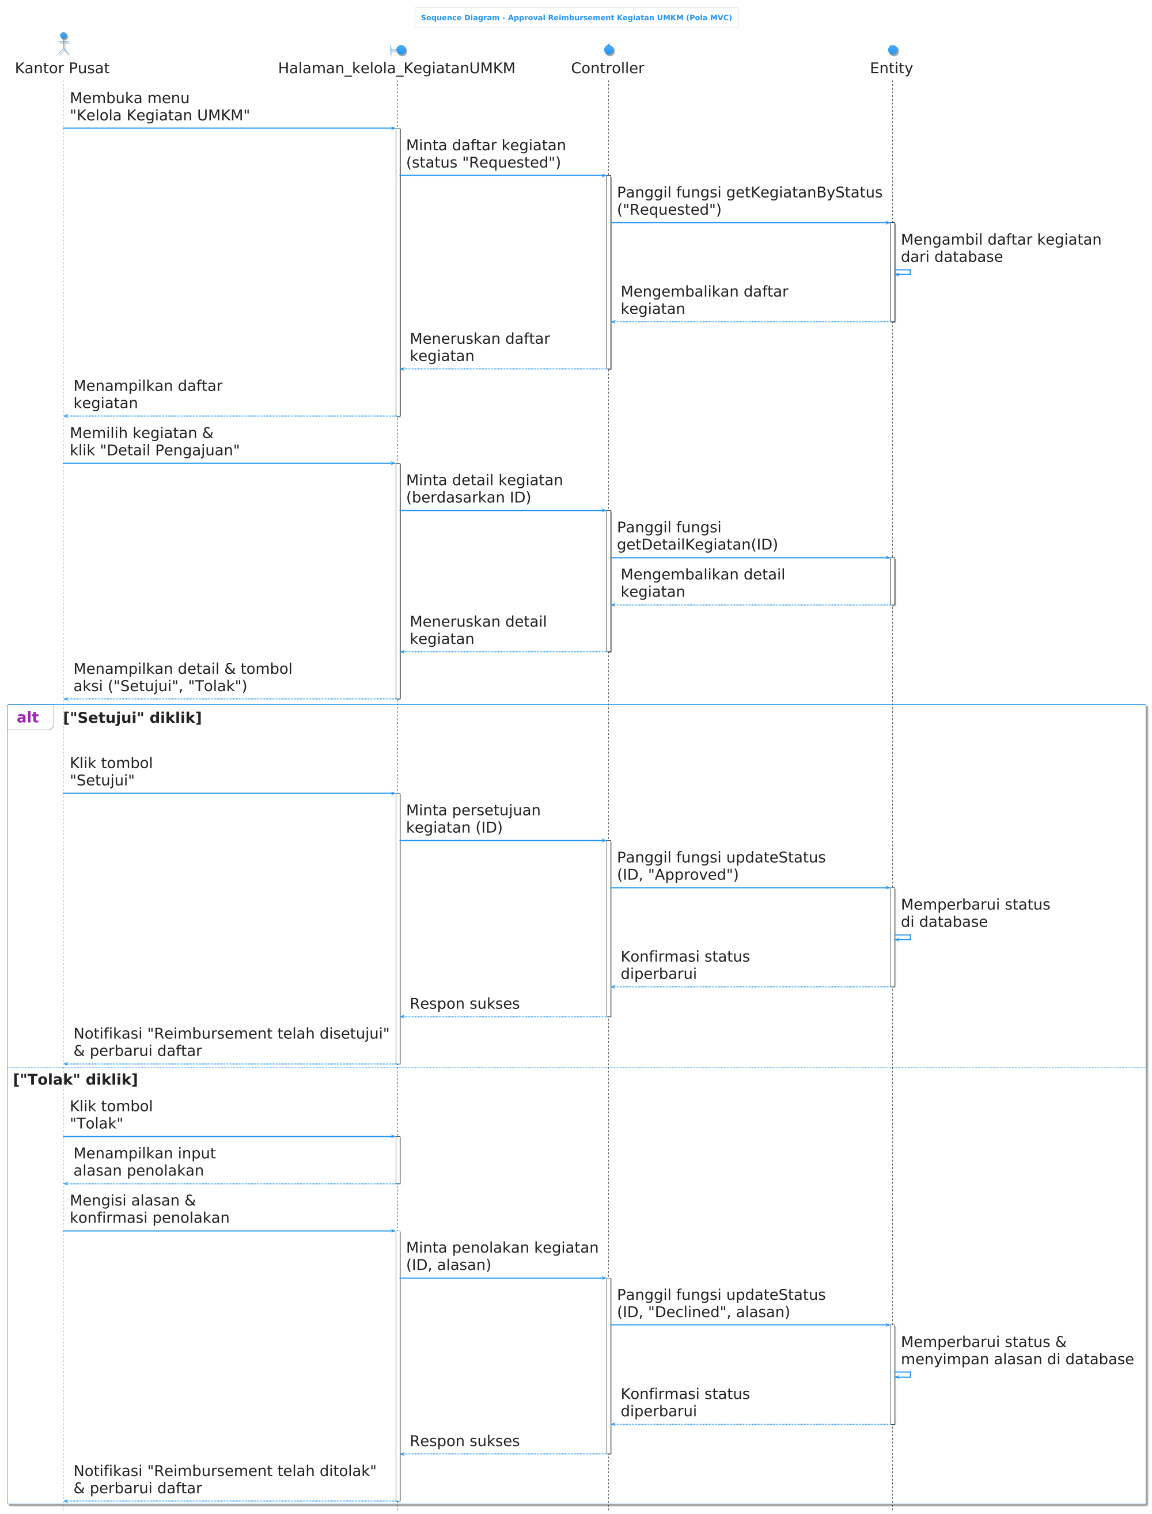 Sequence Diagram - Approval Reimbursement Kegiatan UMKM (Pola MVC)
Kantor Pusat
Halaman_kelola_KegiatanUMKM
Controller
Entity
Membuka menu
"Kelola Kegiatan UMKM"
Minta daftar kegiatan
(status "Requested")
Panggil fungsi getKegiatanByStatus
("Requested")
Mengambil daftar kegiatan
dari database
Mengembalikan daftar
kegiatan
Meneruskan daftar
kegiatan
Menampilkan daftar
kegiatan
Memilih kegiatan &
klik "Detail Pengajuan"
Minta detail kegiatan
(berdasarkan ID)
Panggil fungsi
getDetailKegiatan(ID)
Mengembalikan detail
kegiatan
Meneruskan detail
kegiatan
Menampilkan detail & tombol
aksi ("Setujui", "Tolak")
alt
["Setujui" diklik]
Klik tombol
"Setujui"
Minta persetujuan
kegiatan (ID)
Panggil fungsi updateStatus
(ID, "Approved")
Memperbarui status
di database
Konfirmasi status
diperbarui
Respon sukses
Notifikasi "Reimbursement telah disetujui"
& perbarui daftar
["Tolak" diklik]
Klik tombol
"Tolak"
Menampilkan input
alasan penolakan
Mengisi alasan &
konfirmasi penolakan
Minta penolakan kegiatan
(ID, alasan)
Panggil fungsi updateStatus
(ID, "Declined", alasan)
Memperbarui status &
menyimpan alasan di database
Konfirmasi status
diperbarui
Respon sukses
Notifikasi "Reimbursement telah ditolak"
& perbarui daftar